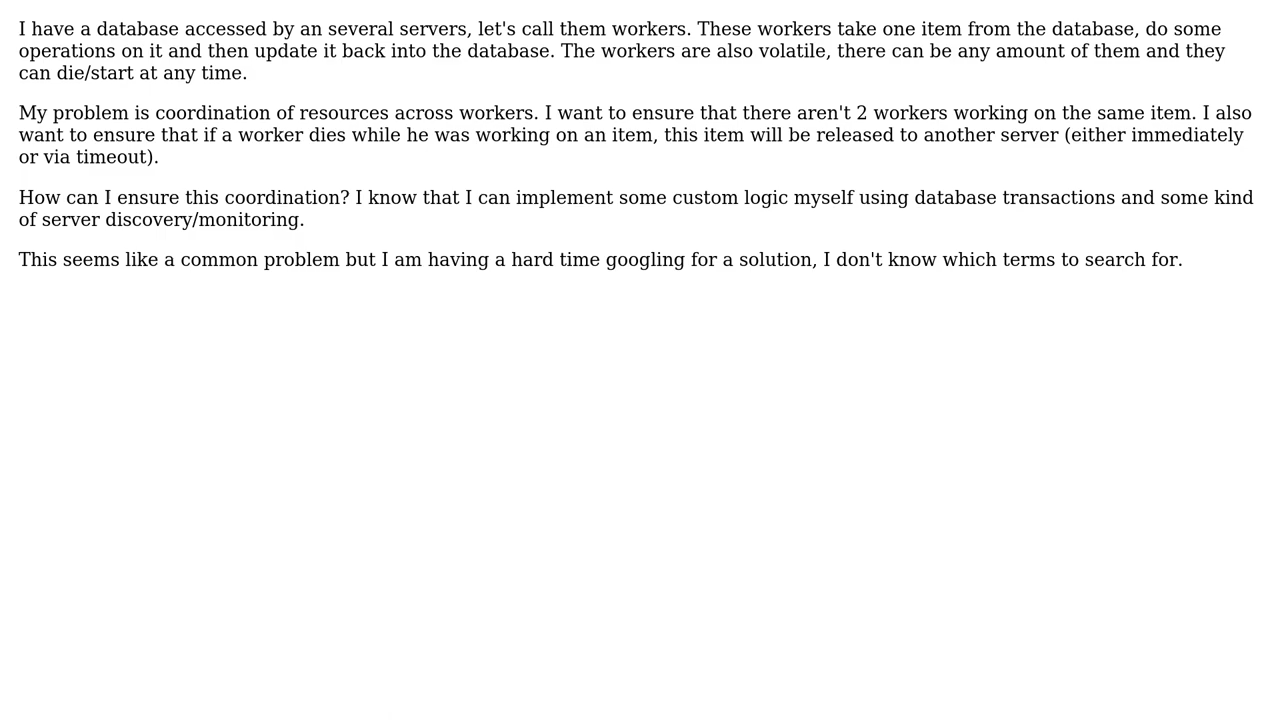 I have a database accessed by an several servers, let's call them workers. These workers take one item from the database, do some
operations on it and then update it back into the database. The workers are also volatile, there can be any amount of them and they
can die/start at any time.
My problem is coordination of resources across workers. I want to ensure that there aren't 2 workers working on the same item. I also
want to ensure that if a worker dies while he was working on an item, this item will be released to another server (either immediately
or via timeout).
How can I ensure this coordination? I know that I can implement some custom logic myself using database transactions and some kind
of server discovery/monitoring.
This seems like a common problem but I am having a hard time googling for a solution, I don't know which terms to search for.